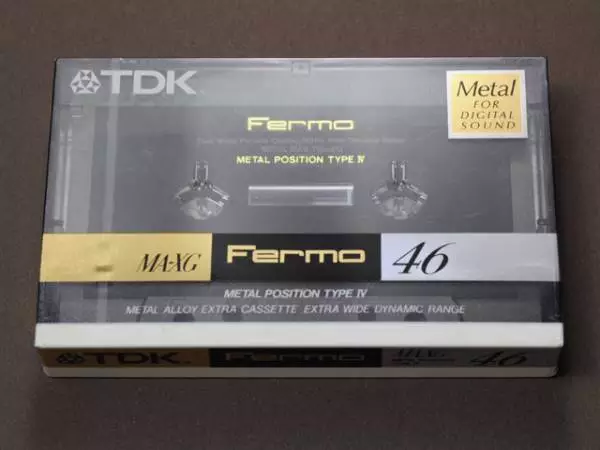 TDK
Metal
FOR
DIGITAL
SOUND
Fermo
METAL POSITION TYPE IV
MA-XG Fermo 46
METAL POSITION TYPE IV
METAL ALLOY EXTRA CASSETTE EXTRA WIDE DYNAMIC RANGE
TDK Fermo 46